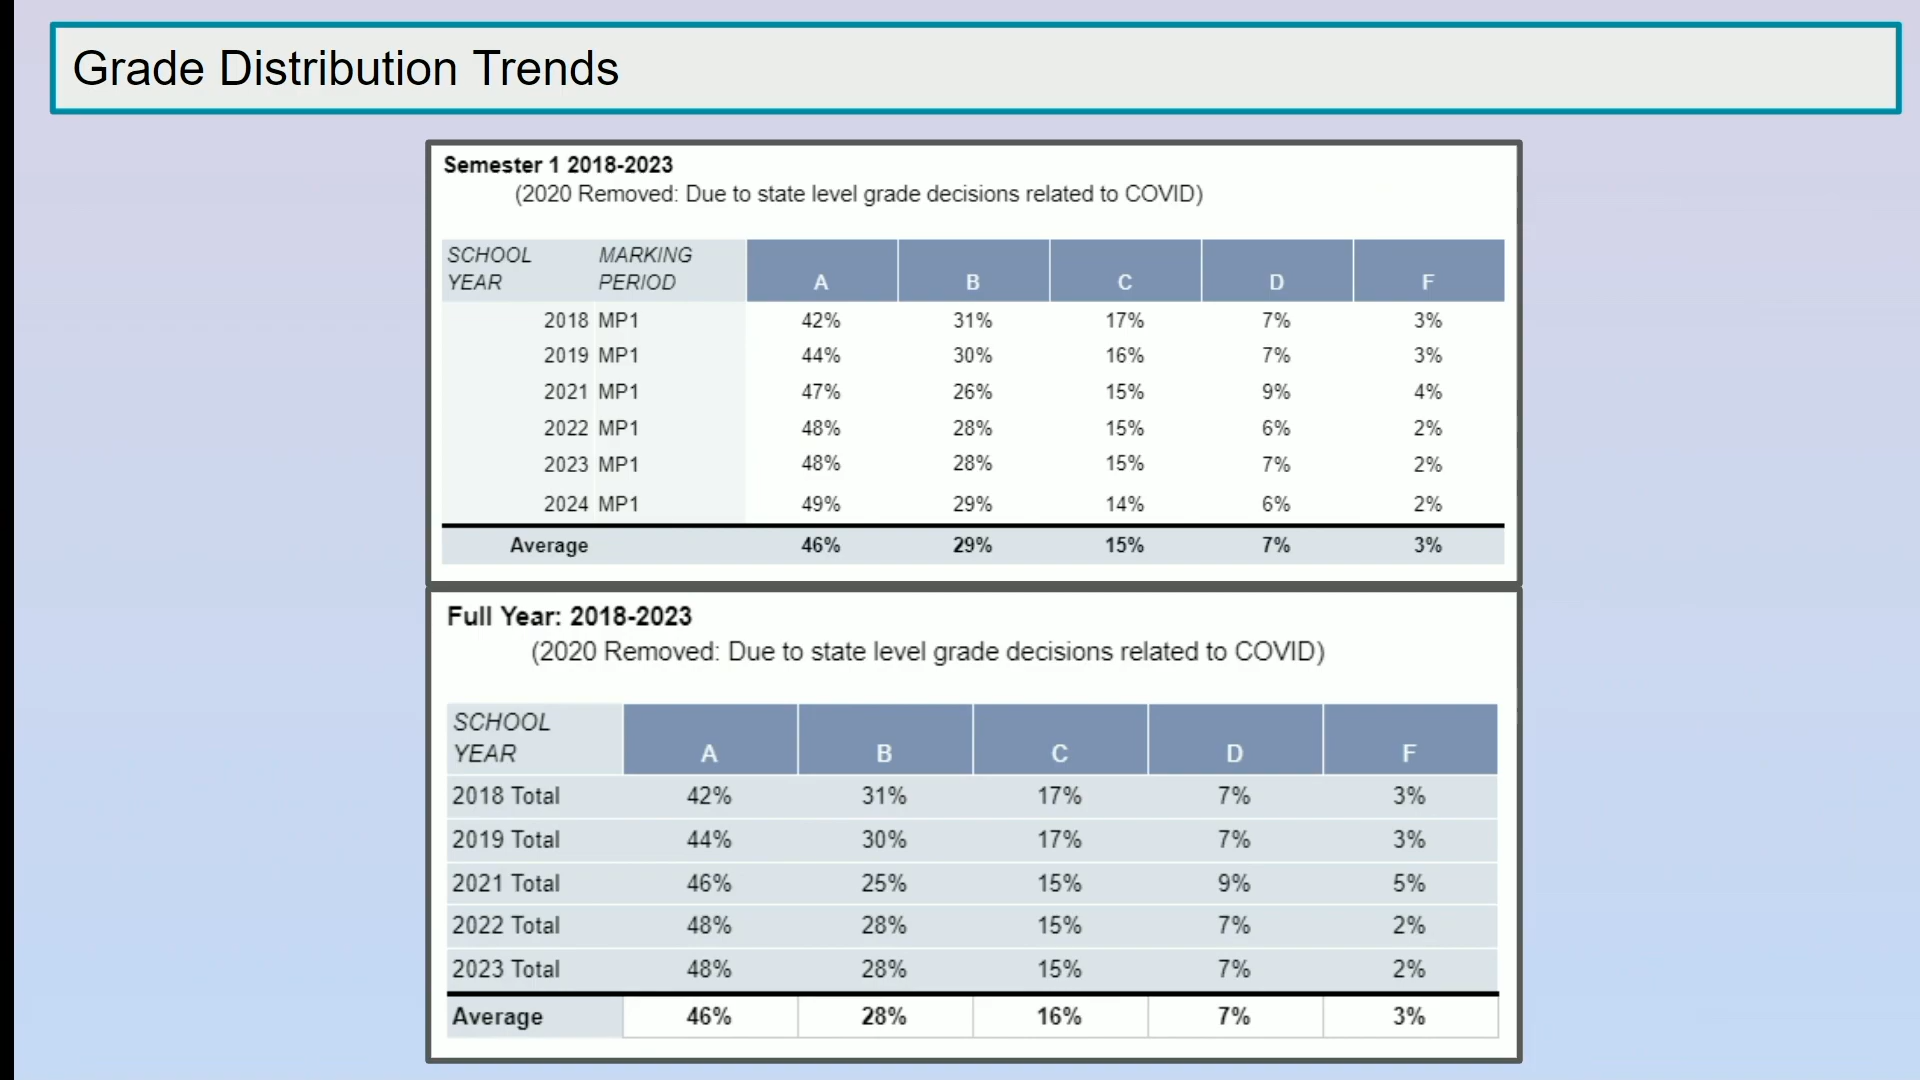 Grade Distribution Trends
Semester 1 2018-2023
(2020 Removed: Due to state level grade decisions related to COVID)
SCHOOL YEAR MARKING PERIOD A B C D F
2018 MP1 42% 31% 17% 7% 3%
2019 MP1 44% 30% 16% 7% 3%
2021 MP1 47% 26% 15% 9% 4%
2022 MP1 48% 28% 15% 6% 2%
2023 MP1 48% 28% 15% 7% 2%
2024 MP1 49% 29% 14% 6% 2%
Average 46% 29% 15% 7% 3%
Full Year: 2018-2023
(2020 Removed: Due to state level grade decisions related to COVID)
SCHOOL YEAR A B C D F
2018 Total 42% 31% 17% 7% 3%
2019 Total 44% 30% 17% 7% 3%
2021 Total 46% 25% 15% 9% 5%
2022 Total 48% 28% 15% 7% 2%
2023 Total 48% 28% 15% 7% 2%
Average 46% 28% 16% 7% 3%